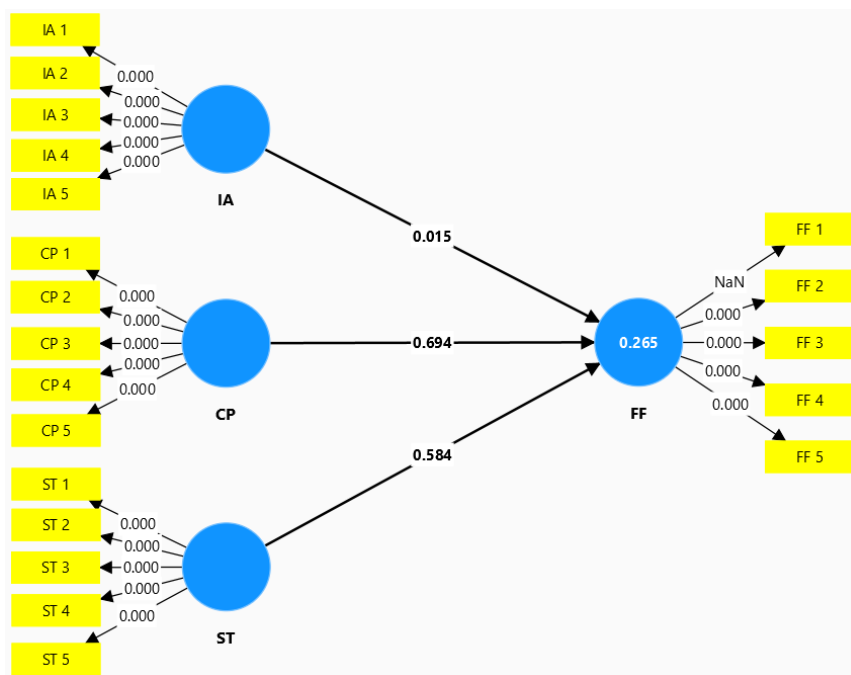 IA 1
IA 2
IA 3
IA 4
IA 5
0.000
0.000
0.000
0.000
0.000
IA
CP 1
CP 2
CP 3
CP 4
CP 5
0.000
0.000
0.000
0.000
0.000
CP
ST 1
ST 2
ST 3
ST 4
ST 5
0.000
0.000
0.000
0.000
0.000
ST
0.015
0.694
0.584
0.265
FF
NaN
0.000
0.000
0.000
0.000
FF 1
FF 2
FF 3
FF 4
FF 5